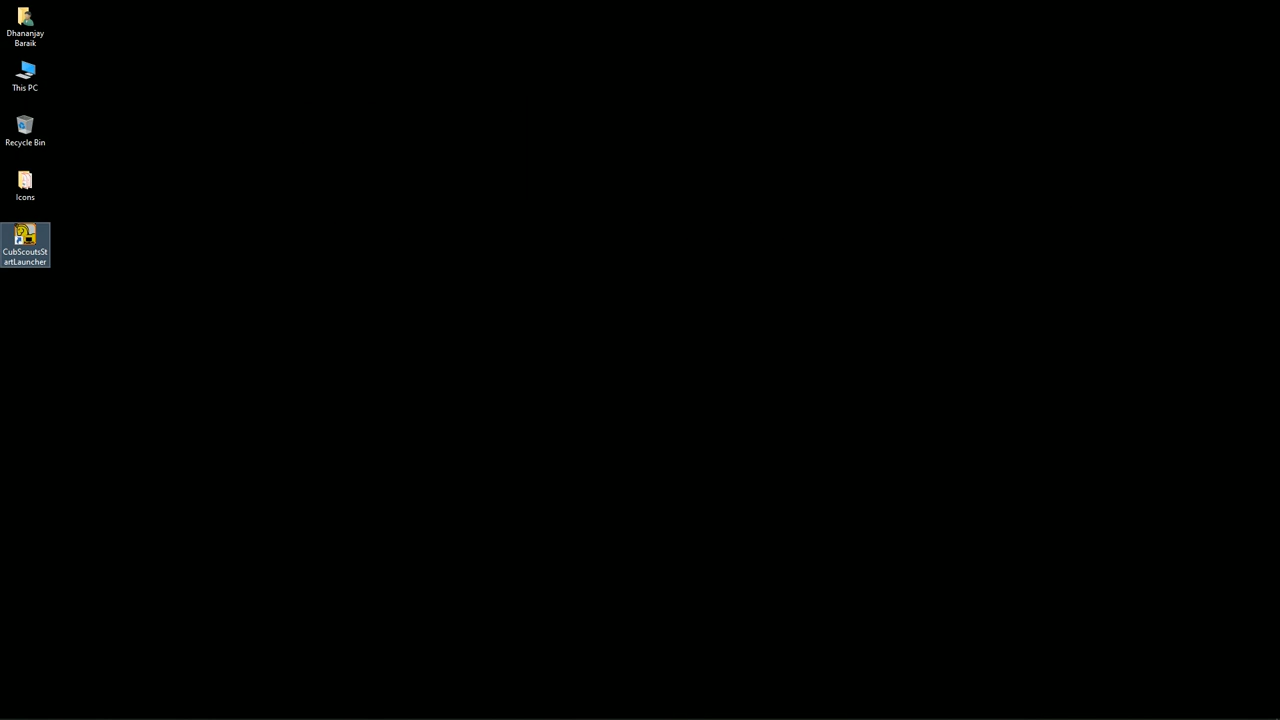 Dhananjay
Baraik
This PC
Recycle Bin
Icons
CubScoutsSt
artLauncher